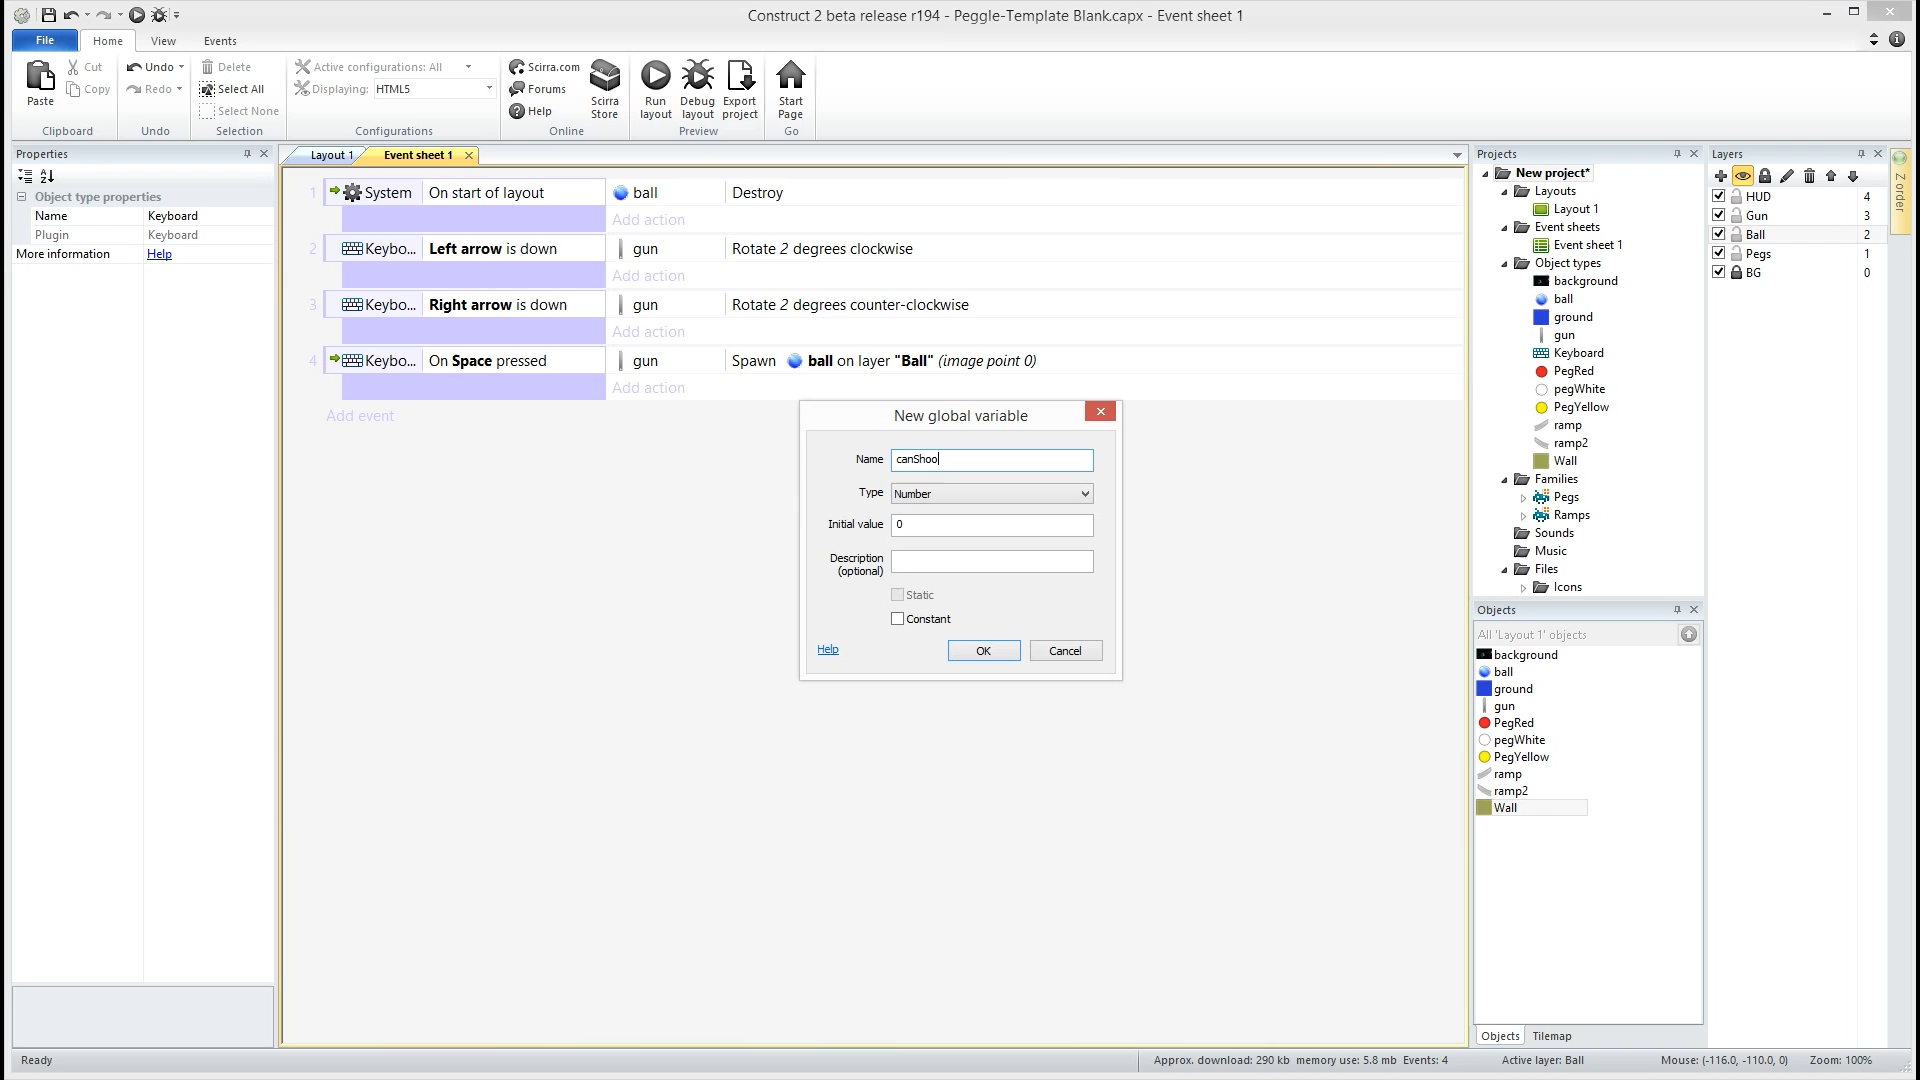 Construct 2 beta release r194 - Peggle-Template Blank.capx - Event sheet 1
File Home View Events
Paste
Cut
Copy
Clipboard
Undo
Redo
Undo
Delete
Select All
Select None
Selection
Active configurations: All
Displaying: HTML5
Configurations
Scirra.com
Forums
Help
Scirra Store
Online
Run layout
Debug layout
Export project
Preview
Start Page
Go
Properties
Object type properties
Name Keyboard
Plugin Keyboard
More information Help
Layout 1 Event sheet 1
1 System On start of layout ball Destroy
Add action
2 Keybo... Left arrow is down gun Rotate 2 degrees clockwise
Add action
3 Keybo... Right arrow is down gun Rotate 2 degrees counter-clockwise
Add action
4 Keybo... On Space pressed gun Spawn ball on layer "Ball" (image point 0)
Add action
Add event
New global variable
Name canShoo
Type Number
Initial value 0
Description (optional)
Static
Constant
Help OK Cancel
Projects
New project*
Layouts
Layout 1
Event sheets
Event sheet 1
Object types
background
ball
ground
gun
Keyboard
PegRed
pegWhite
PegYellow
ramp
ramp2
Wall
Families
Pegs
Ramps
Sounds
Music
Files
Icons
Layers
HUD 4
Gun 3
Ball 2
Pegs 1
BG 0
Z order
Objects
All 'Layout 1' objects
background
ball
ground
gun
PegRed
pegWhite
PegYellow
ramp
ramp2
Wall
Objects Tilemap
Ready Approx. download: 290 kb memory use: 5.8 mb Events: 4 Active layer: Ball Mouse: (-116.0, -110.0, 0) Zoom: 100%